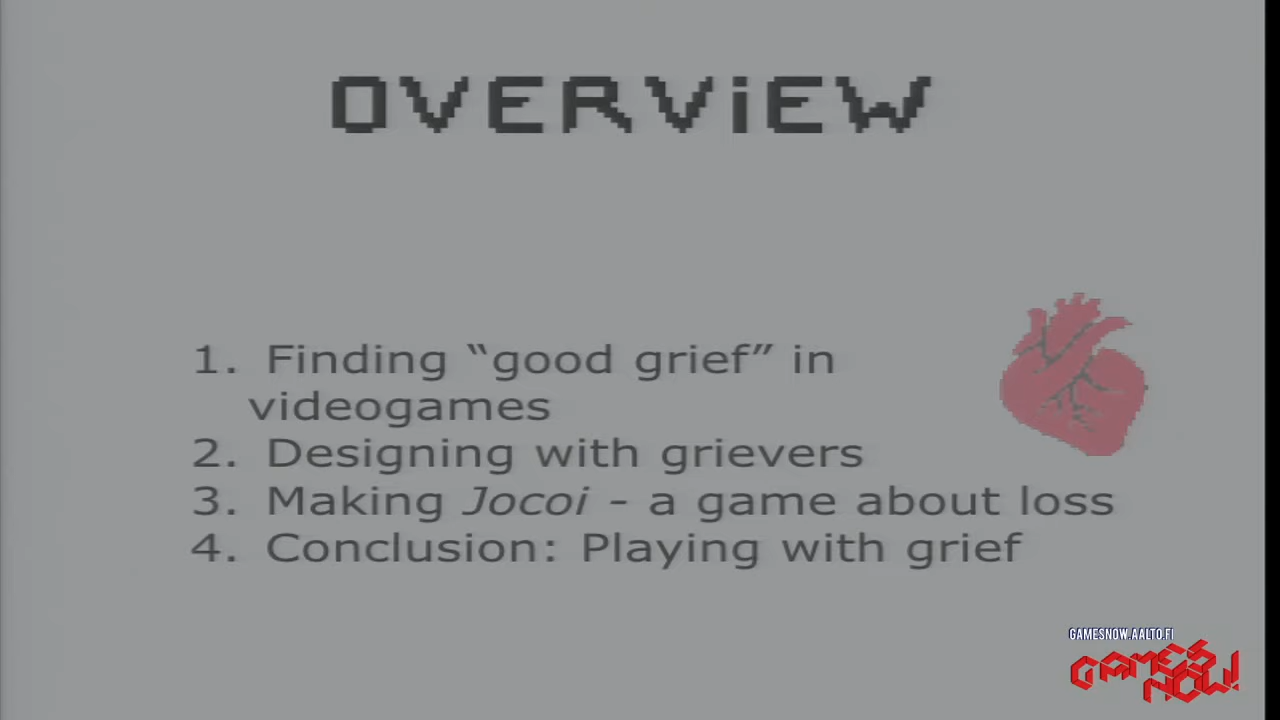 OVERViEW
1. Finding “good grief” in
videogames
2. Designing with grievers
3. Making Jocoi - a game about loss
4. Conclusion: Playing with grief
GAMESNOW.AALTO.FI
GAMES
NOW!